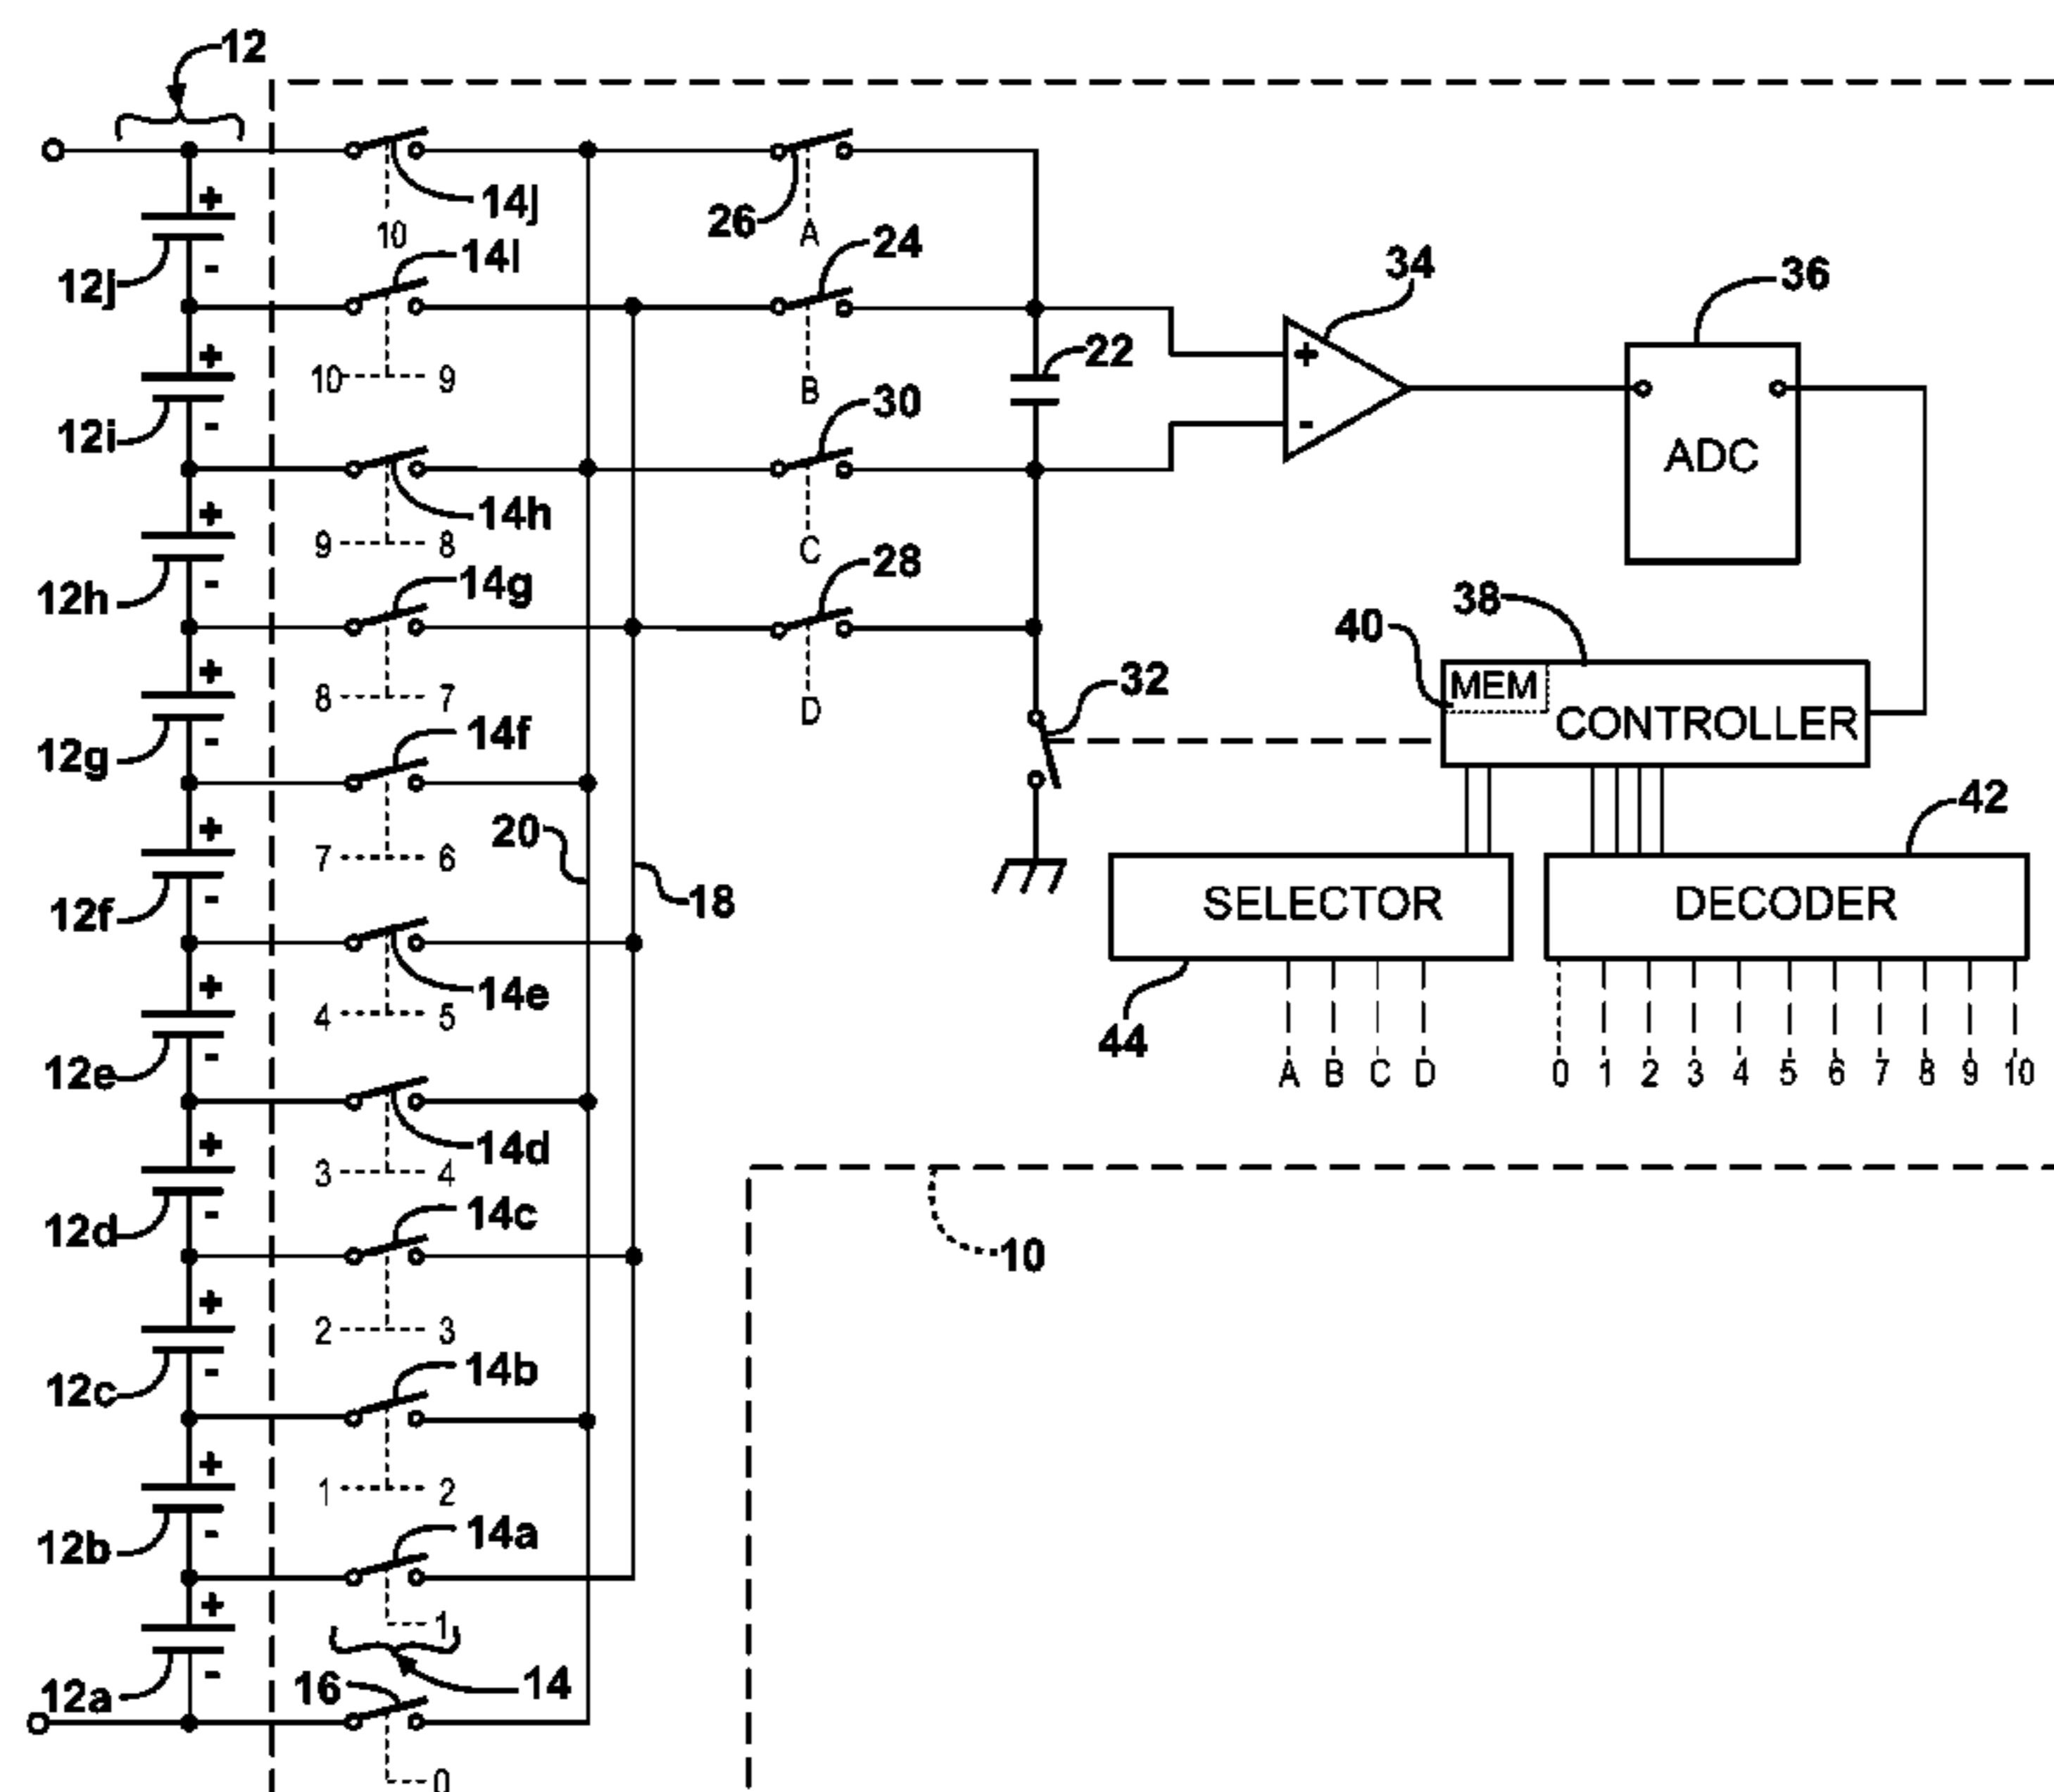 12
14j
26
A
10
14l
24
34
36
12j
+
-
10 9
B
22
30
+
-
ADC
12i
+
-
14h
9 8
C
28
12h
+
-
14g
38
40
MEM
CONTROLLER
8 7
D
32
12g
+
-
14f
20
18
42
7 6
12f
+
-
SELECTOR
DECODER
14e
4 5
44
A B C D
0 1 2 3 4 5 6 7 8 9 10
12e
+
-
14d
3 4
12d
+
-
14c
10
2 3
12c
+
-
14b
1 2
12b
+
-
14a
1
12a
+
-
16
14
0
+
-